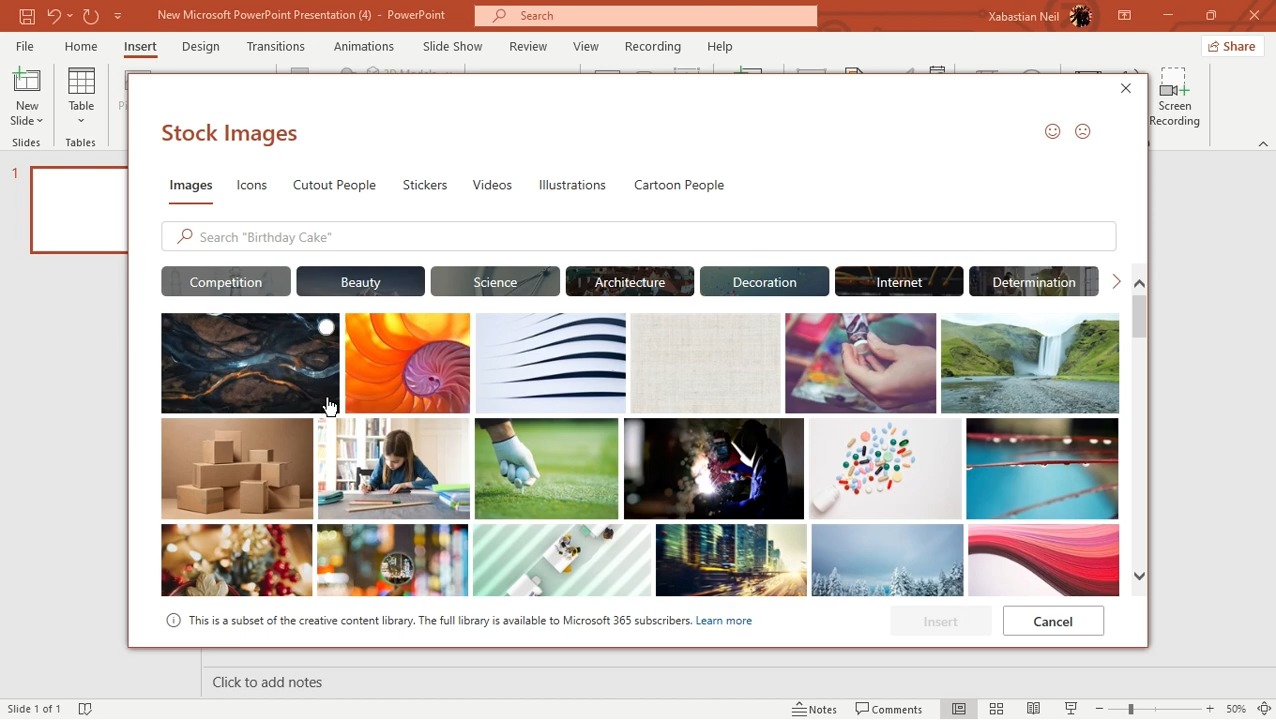 New Microsoft PowerPoint Presentation (4) - PowerPoint
Search
Xabastian Neil
File Home Insert Design Transitions Animations Slide Show Review View Recording Help
Share
New Slide
Slides
Table
Tables
Screen Recording
Stock Images
Images Icons Cutout People Stickers Videos Illustrations Cartoon People
Search "Birthday Cake"
Competition Beauty Science Architecture Decoration Internet Determination
1
This is a subset of the creative content library. The full library is available to Microsoft 365 subscribers. Learn more
Insert Cancel
Click to add notes
Slide 1 of 1
Notes Comments
50%